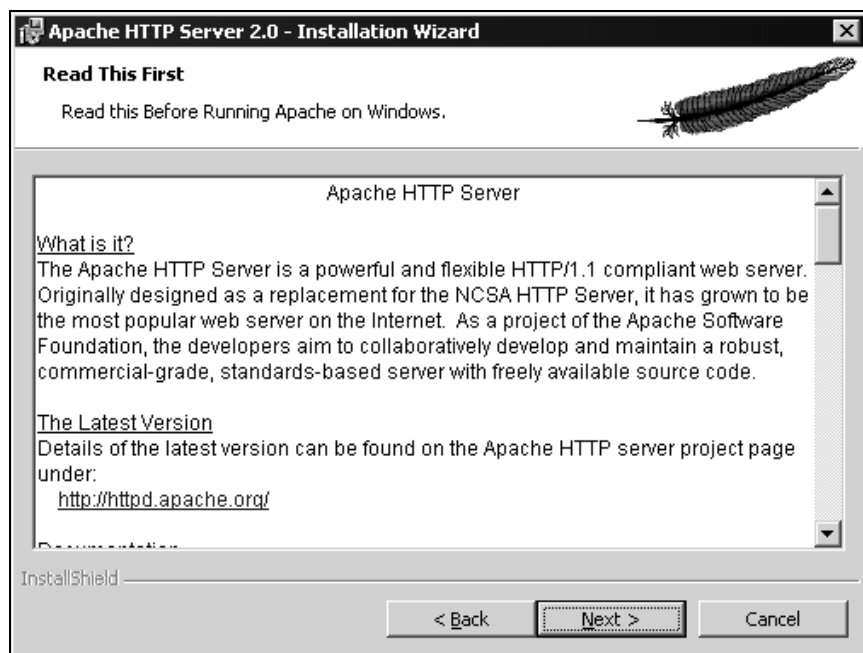 Apache HTTP Server 2.0 - Installation Wizard
Read This First
Read this Before Running Apache on Windows.
Apache HTTP Server
What is it?
The Apache HTTP Server is a powerful and flexible HTTP/1.1 compliant web server.
Originally designed as a replacement for the NCSA HTTP Server, it has grown to be
the most popular web server on the Internet.  As a project of the Apache Software
Foundation, the developers aim to collaboratively develop and maintain a robust,
commercial-grade, standards-based server with freely available source code.
The Latest Version
Details of the latest version can be found on the Apache HTTP server project page
under:
http://httpd.apache.org/
Documentation
InstallShield
< Back
Next >
Cancel